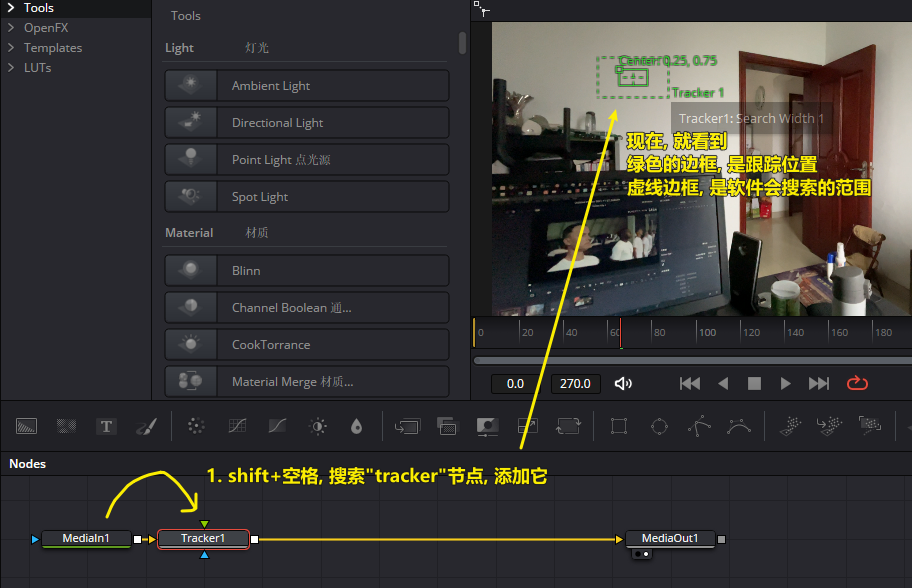 Tools
OpenFX
Templates
LUTs
Tools
Light 灯光
Ambient Light
Directional Light
Point Light 点光源
Spot Light
Material 材质
Blinn
Channel Boolean 通...
CookTorrance
Material Merge 材质...
Center: 0.25, 0.75
Tracker 1
Tracker1: Search Width 1
现在, 就看到
绿色的边框, 是跟踪位置
虚线边框, 是软件会搜索的范围
0 20 40 60 80 100 120 140 160 180
0.0 270.0
T
Nodes
1. shift+空格, 搜索"tracker"节点, 添加它
MediaIn1 Tracker1 MediaOut1